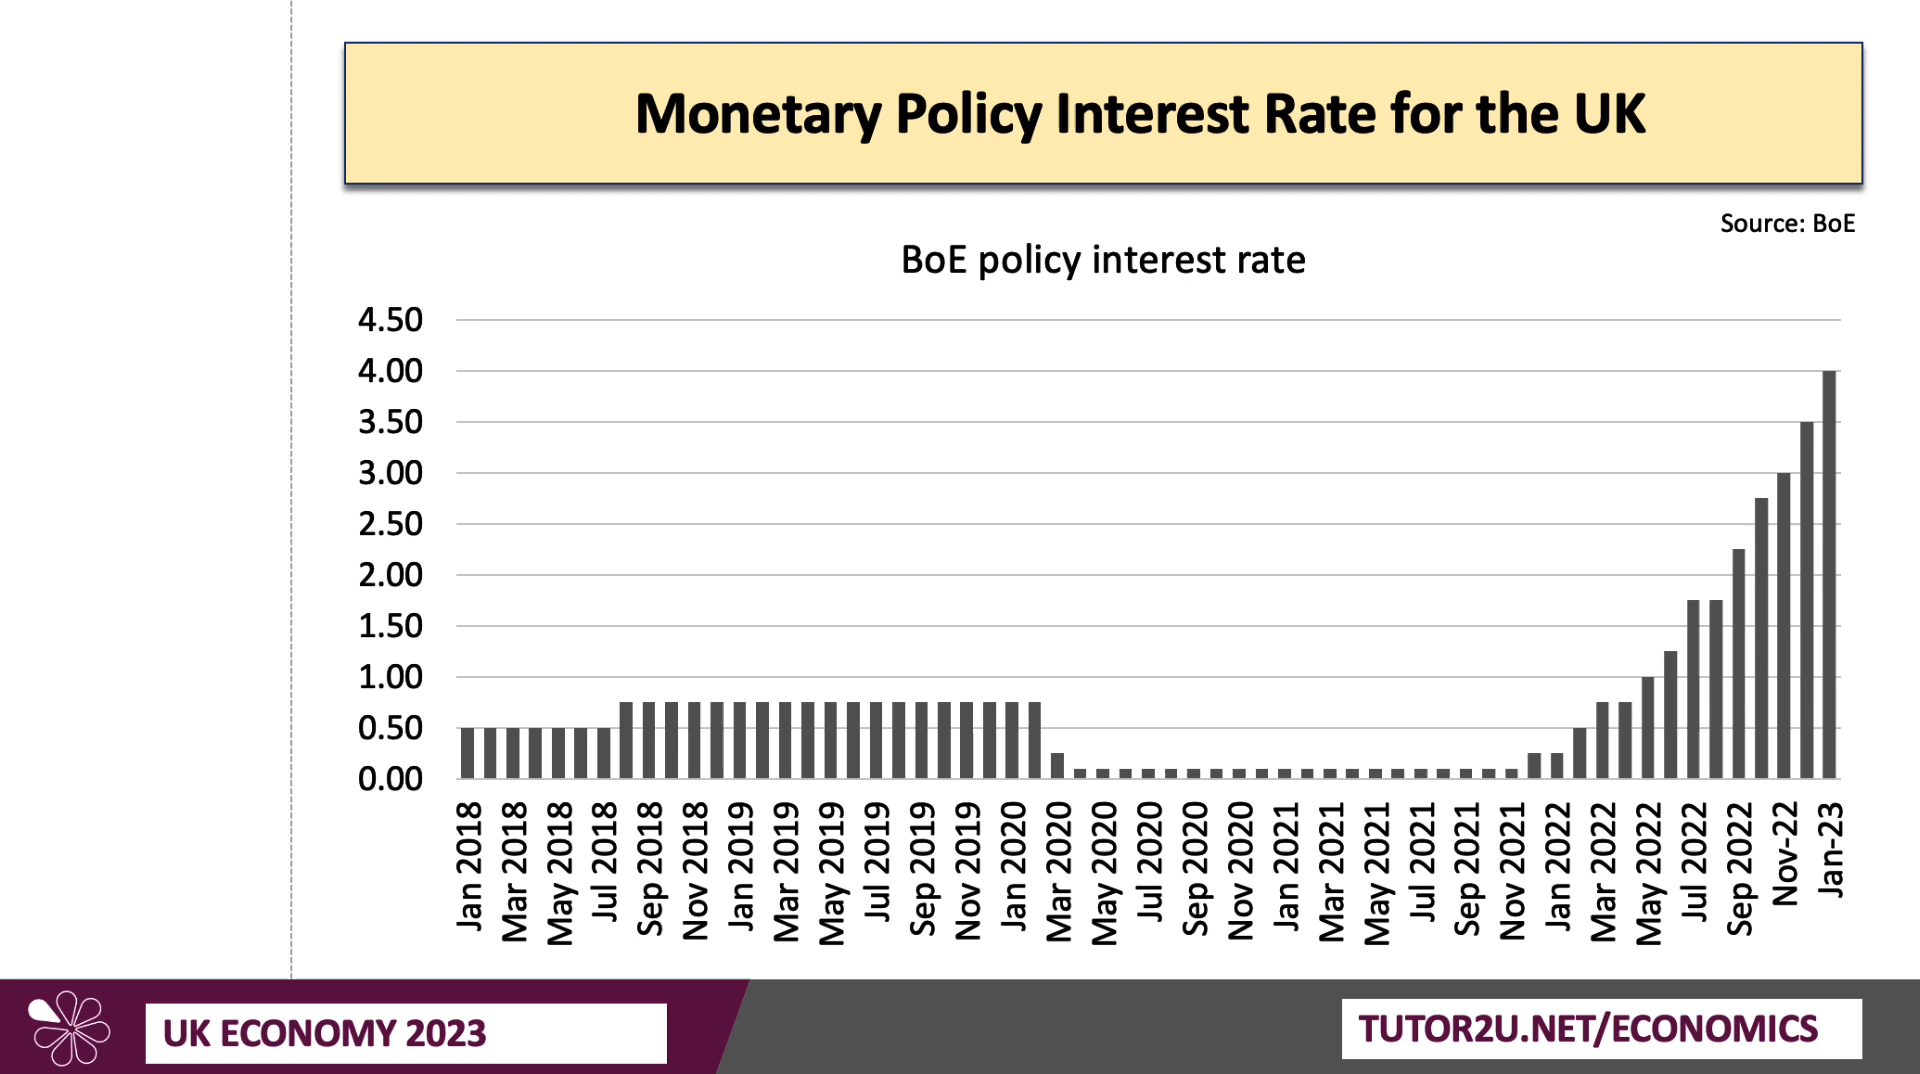 Monetary Policy Interest Rate for the UK
Source: BoE
BoE policy interest rate
4.50
4.00
3.50
3.00
2.50
2.00
1.50
1.00
0.50
0.00
Jan 2018
Mar 2018
May 2018
Jul 2018
Sep 2018
Nov 2018
Jan 2019
Mar 2019
May 2019
Jul 2019
Sep 2019
Nov 2019
Jan 2020
Mar 2020
May 2020
Jul 2020
Sep 2020
Nov 2020
Jan 2021
Mar 2021
May 2021
Jul 2021
Sep 2021
Nov 2021
Jan 2022
Mar 2022
May 2022
Jul 2022
Sep 2022
Nov-22
Jan-23
UK ECONOMY 2023
TUTOR2U.NET/ECONOMICS